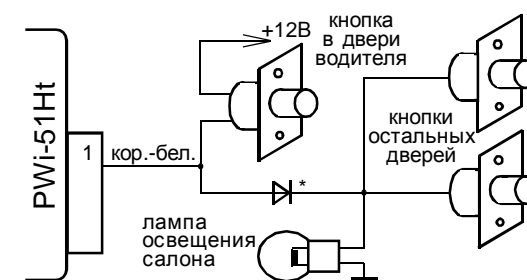 PWi-51Ht
1
кор.-бел.
+12В
кнопка
в двери
водителя
кнопки
остальных
дверей
*
лампа
освещения
салона